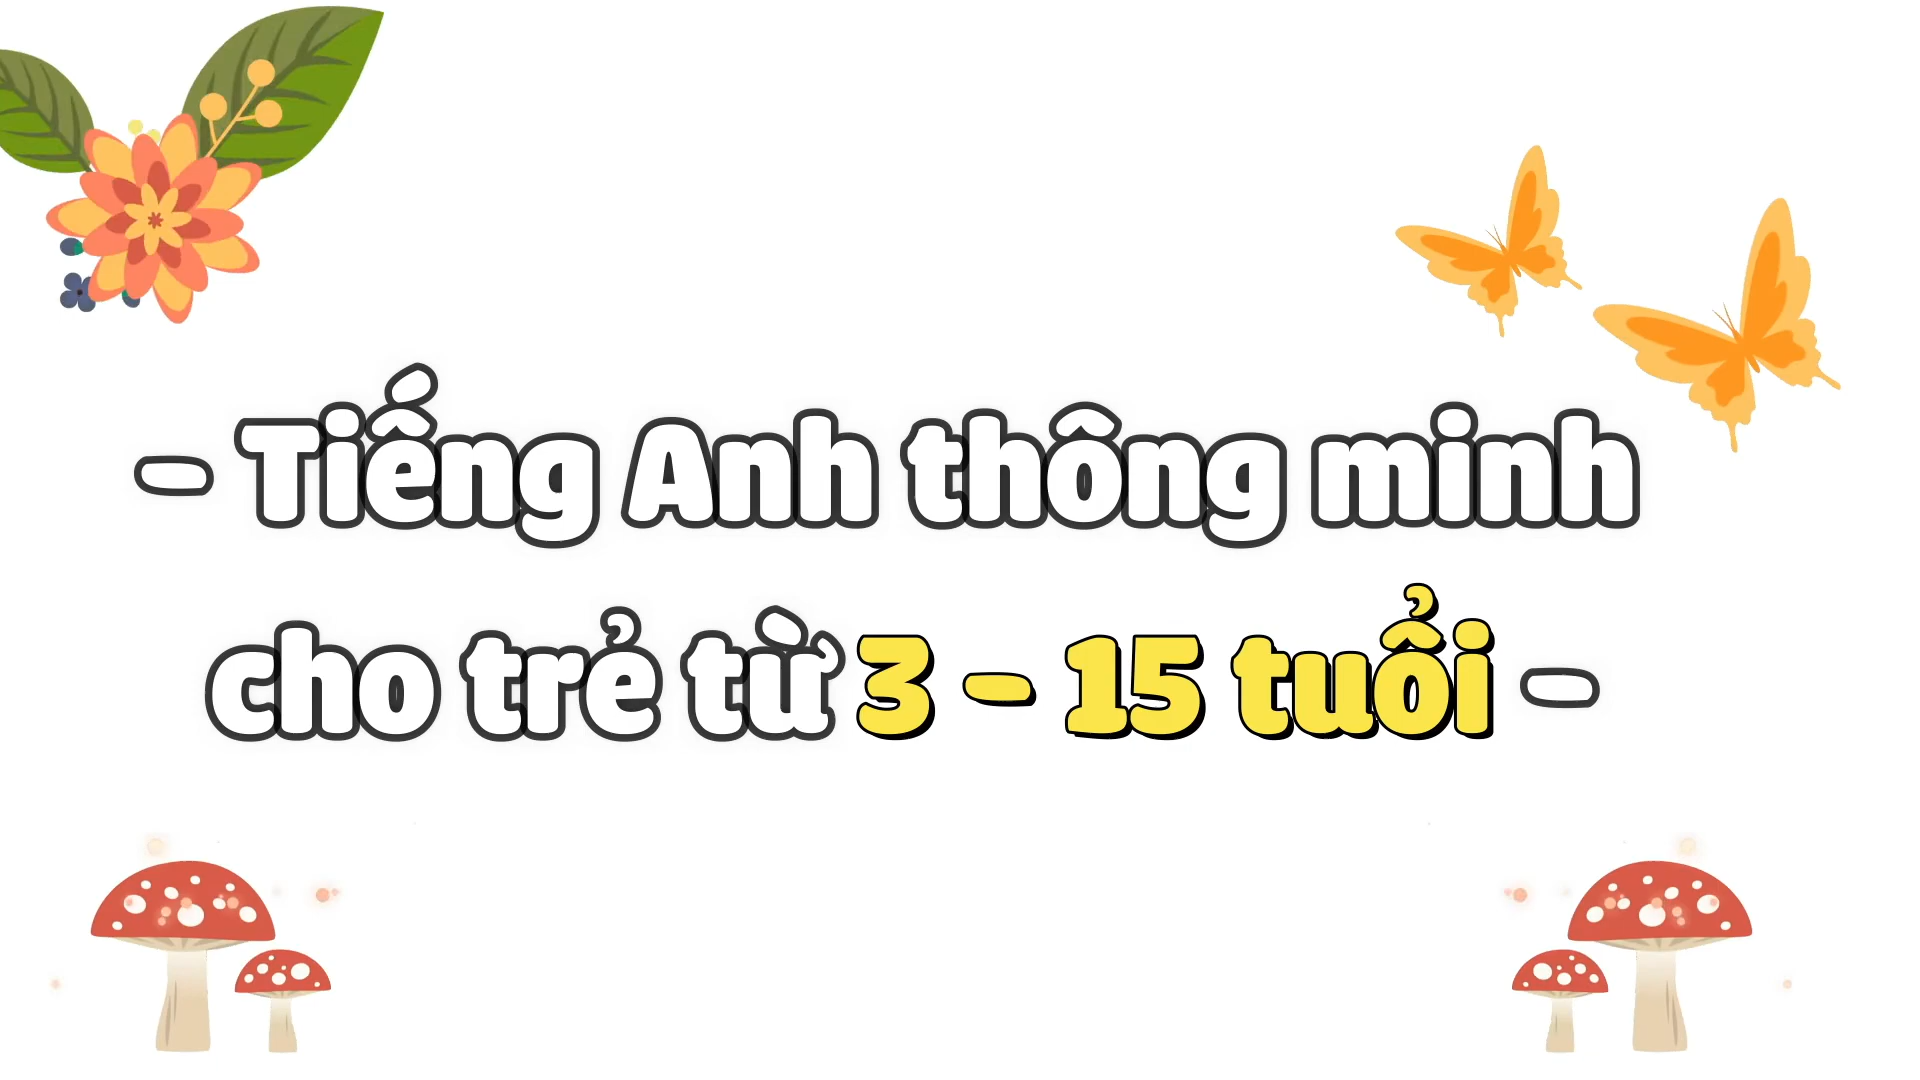 - Tiếng Anh thông minh
cho trẻ từ 3 - 15 tuổi -